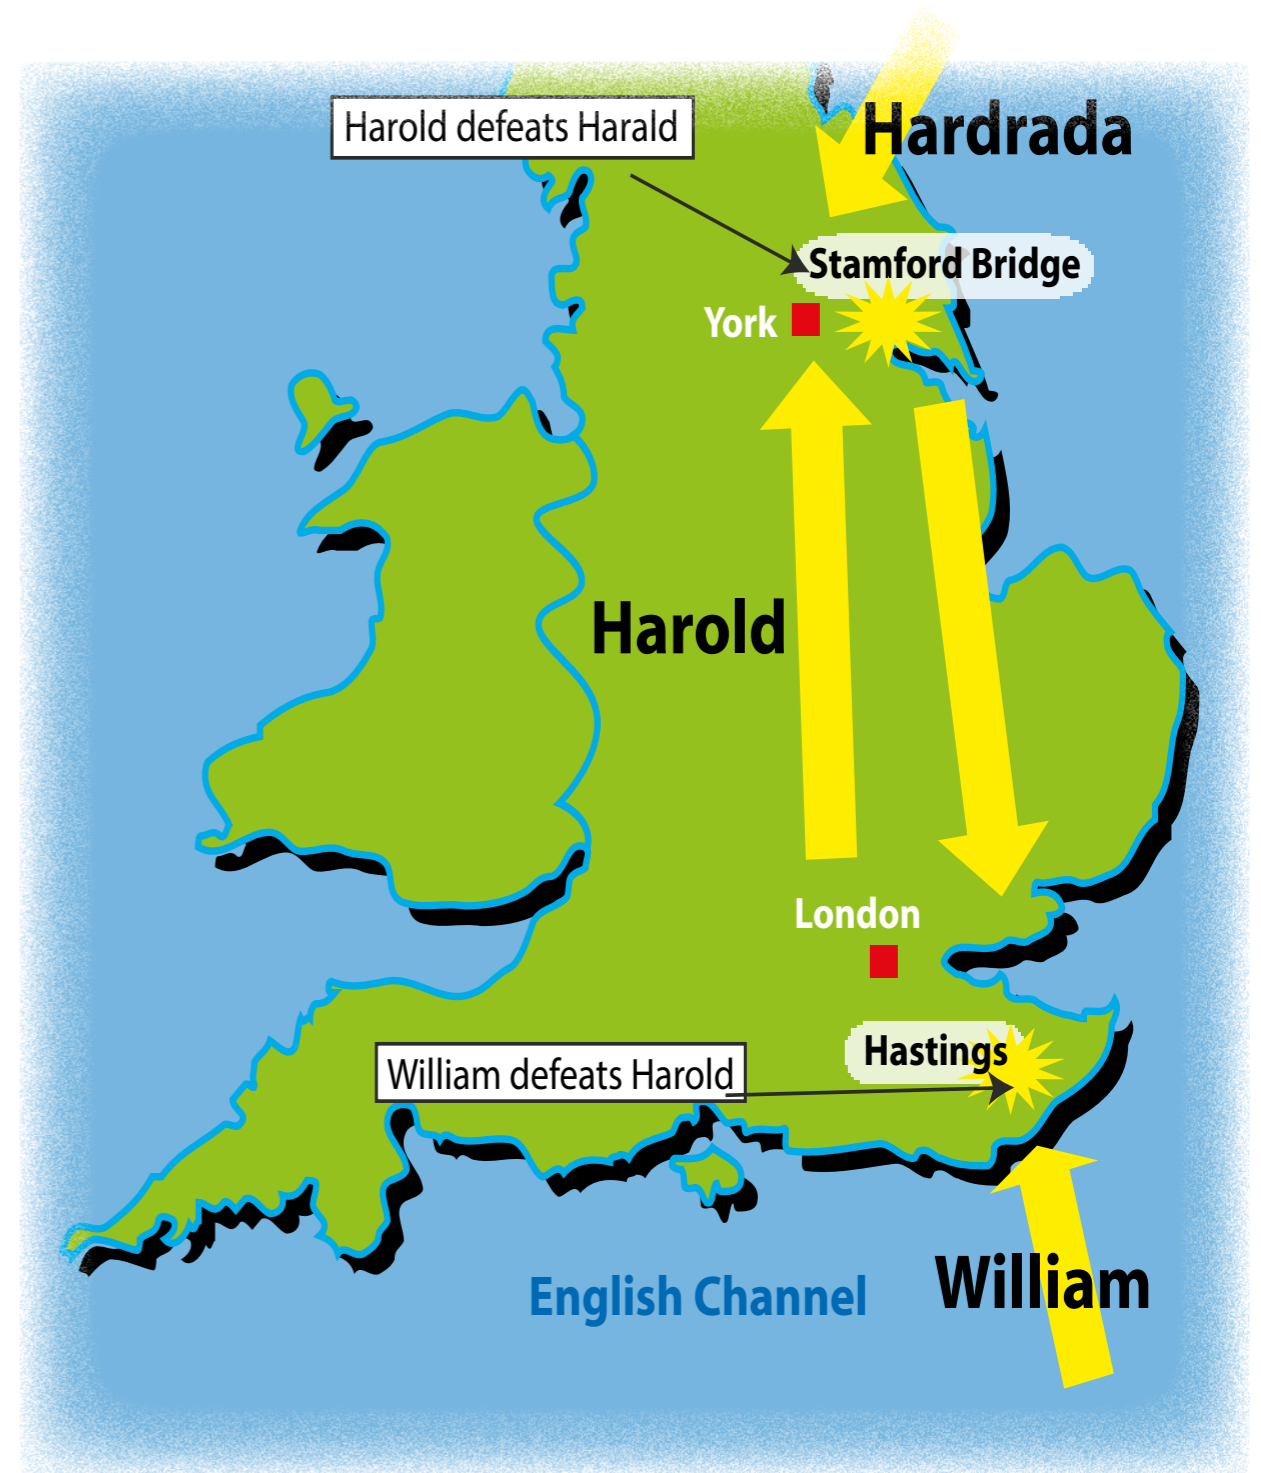 Harold defeats Harald
Hardrada
Stamford Bridge
York
Harold
London
Hastings
William defeats Harold
William
English Channel